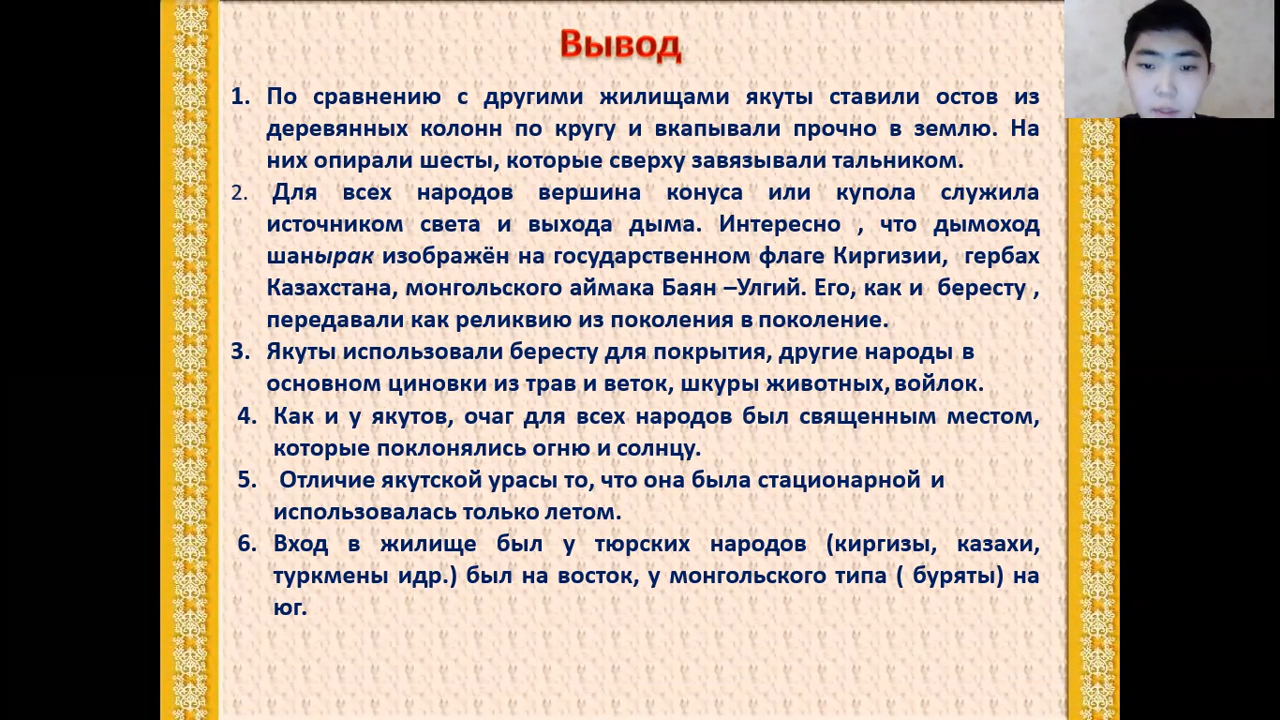 Вывод
1. По сравнению с другими жилищами якуты ставили остов из
деревянных колонн по кругу и вкапывали прочно в землю. На
них опирали шесты, которые сверху завязывали тальником.
2. Для всех народов вершина конуса или купола служила
источником света и выхода дыма. Интересно , что дымоход
шанырак изображён на государственном флаге Киргизии, гербах
Казахстана, монгольского аймака Баян –Улгий. Его, как и бересту ,
передавали как реликвию из поколения в поколение.
3. Якуты использовали бересту для покрытия, другие народы в
основном циновки из трав и веток, шкуры животных, войлок.
4. Как и у якутов, очаг для всех народов был священным местом,
которые поклонялись огню и солнцу.
5. Отличие якутской урасы то, что она была стационарной и
использовалась только летом.
6. Вход в жилище был у тюрских народов (киргизы, казахи,
туркмены идр.) был на восток, у монгольского типа ( буряты) на
юг.